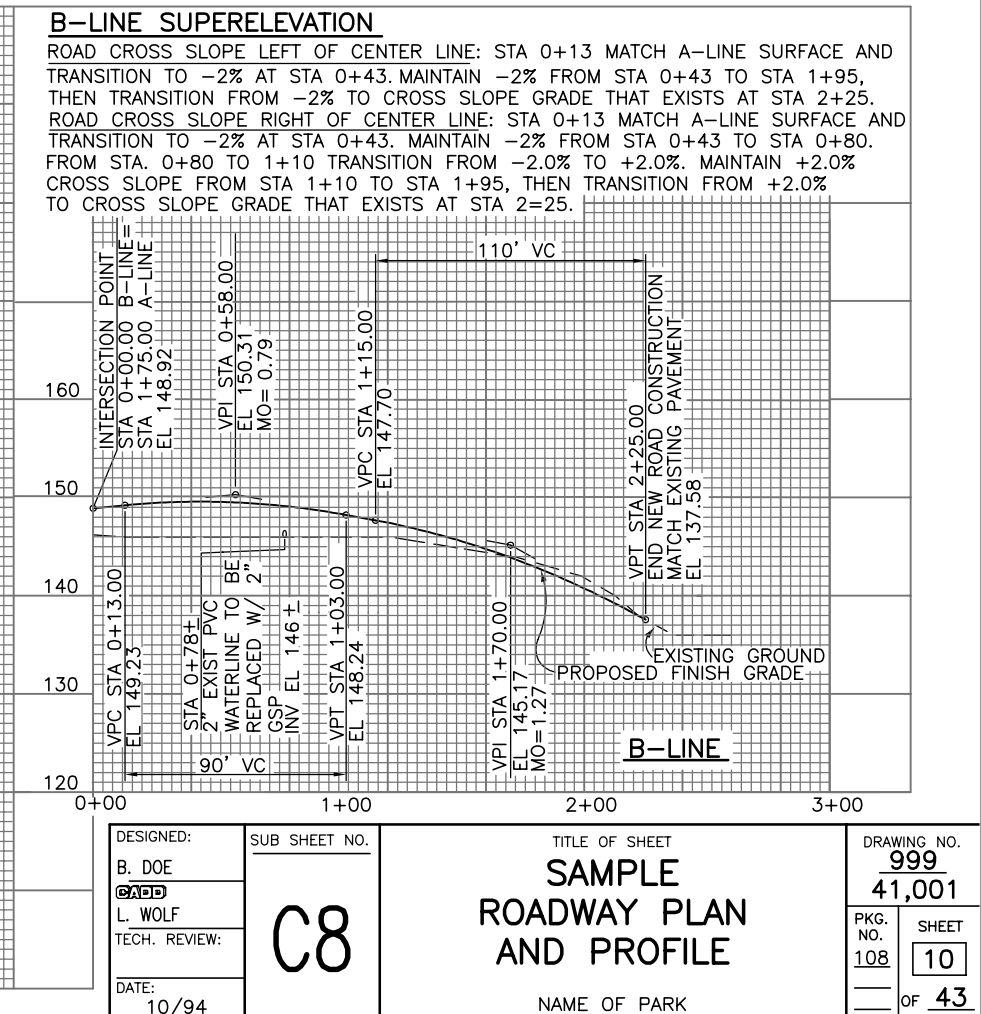 B-LINE SUPERELEVATION
ROAD CROSS SLOPE LEFT OF CENTER LINE: STA 0+13 MATCH A-LINE SURFACE AND
TRANSITION TO -2% AT STA 0+43. MAINTAIN -2% FROM STA 0+43 TO STA 1+95,
THEN TRANSITION FROM -2% TO CROSS SLOPE GRADE THAT EXISTS AT STA 2+25.
ROAD CROSS SLOPE RIGHT OF CENTER LINE: STA 0+13 MATCH A-LINE SURFACE AND
TRANSITION TO -2% AT STA 0+43. MAINTAIN -2% FROM STA 0+43 TO STA 0+80.
FROM STA. 0+80 TO 1+10 TRANSITION FROM -2.0% TO +2.0%. MAINTAIN +2.0%
CROSS SLOPE FROM STA 1+10 TO STA 1+95, THEN TRANSITION FROM +2.0%
TO CROSS SLOPE GRADE THAT EXISTS AT STA 2=25.
INTERSECTION POINT
STA 0+00.00 B-LINE=
STA 1+75.00 A-LINE
EL 148.92
VPI STA 0+58.00
EL 150.31
MO= 0.79
110' VC
VPC STA 1+15.00
EL 147.70
VPT STA 2+25.00
END NEW ROAD CONSTRUCTION
MATCH EXISTING PAVEMENT
EL 137.58
160
150
140
130
120
VPC STA 0+13.00
EL 149.23
STA 0+78±
2" EXIST PVC
WATERLINE TO BE
REPLACED W/ 2"
GSP
INV EL 146±
VPT STA 1+03.00
EL 148.24
VPI STA 1+70.00
EL 145.17
MO=1.27
EXISTING GROUND
PROPOSED FINISH GRADE
90' VC
B-LINE
0+00
1+00
2+00
3+00
DESIGNED:
B. DOE
CADD
L. WOLF
TECH. REVIEW:
DATE:
10/94
SUB SHEET NO.
C8
TITLE OF SHEET
SAMPLE
ROADWAY PLAN
AND PROFILE
NAME OF PARK
DRAWING NO.
999
41,001
PKG.
NO.
108
SHEET
10
OF 43